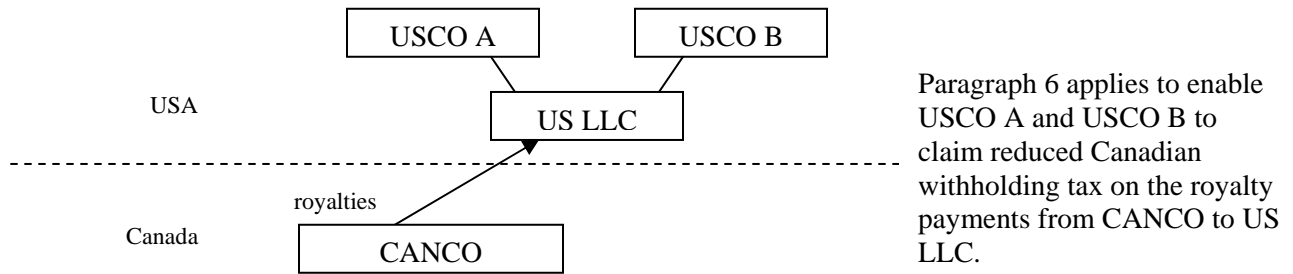 USCO A
USCO B
USA
US LLC
royalties
Canada
CANCO
Paragraph 6 applies to enable
USCO A and USCO B to
claim reduced Canadian
withholding tax on the royalty
payments from CANCO to US
LLC.